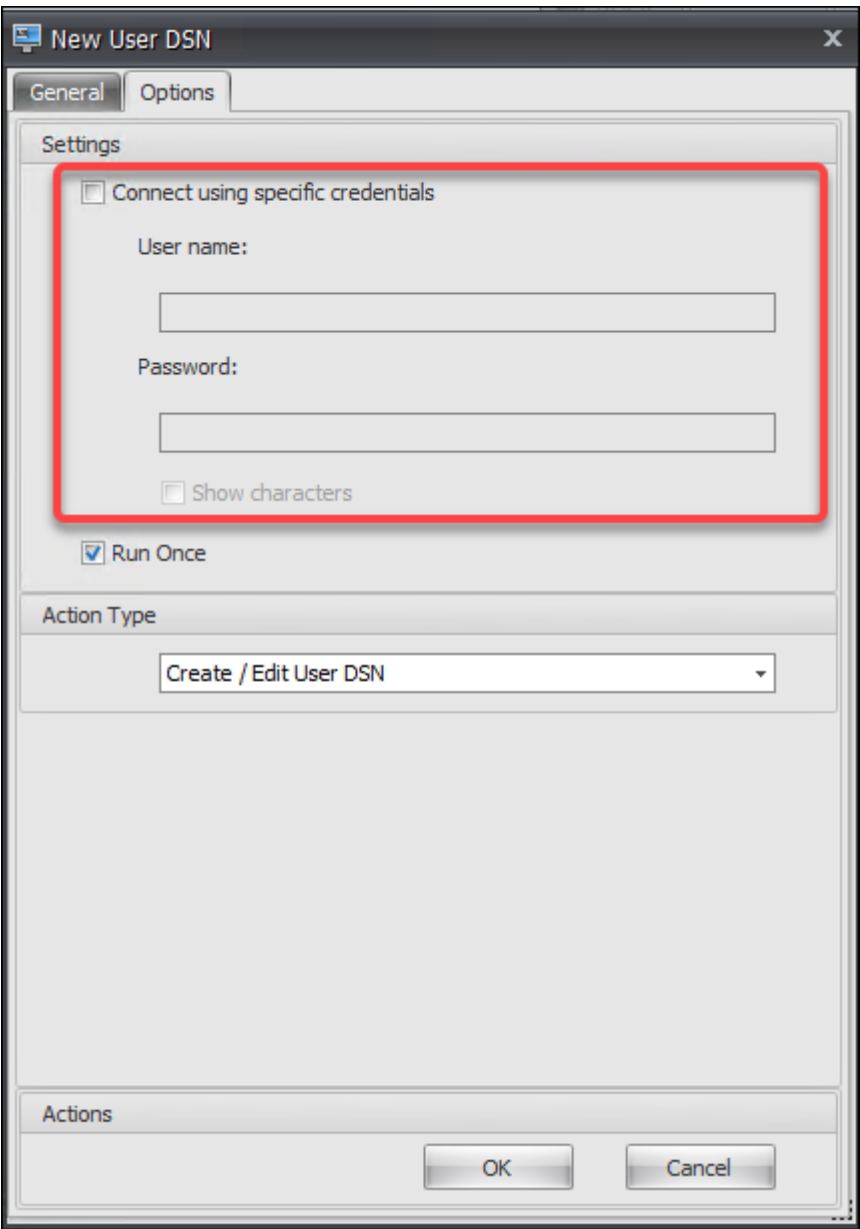 New User DSN
General
Options
Settings
Connect using specific credentials
User name:
Password:
Show characters
Run Once
Action Type
Create / Edit User DSN
Actions
OK
Cancel